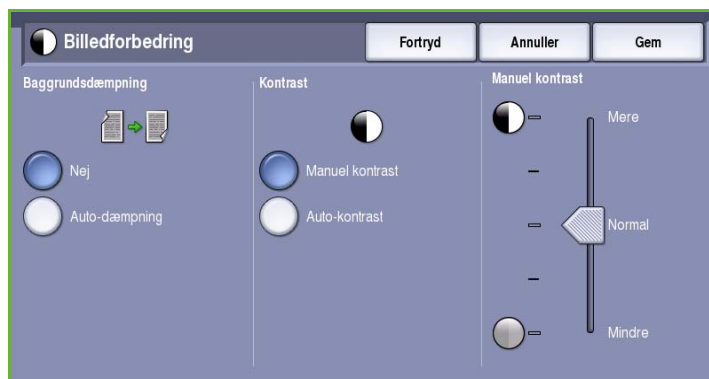 Billedforbedring
Fortryd
Annuller
Gem
Baggrundsdæmpning
Nej
Auto-dæmpning
Kontrast
Manuel kontrast
Auto-kontrast
Manuel kontrast
Mere
Normal
Mindre